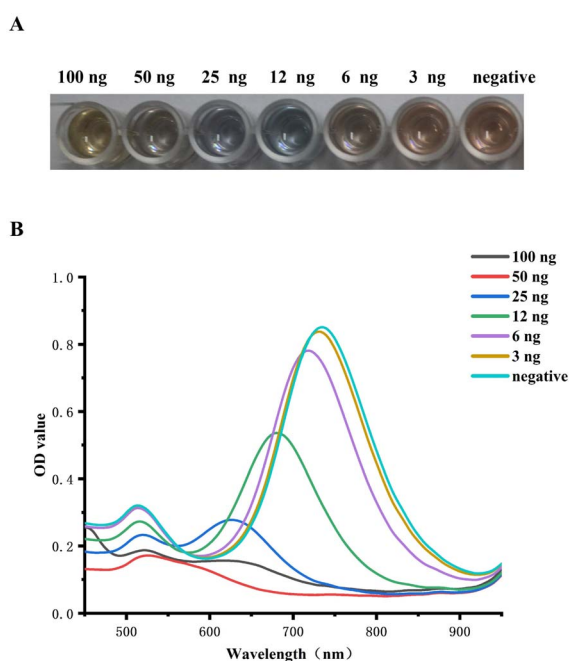 A
100 ng 50 ng 25 ng 12 ng 6 ng 3 ng negative
B
100 ng
50 ng
25 ng
12 ng
6 ng
3 ng
negative
1.0
0.8
0.6
0.4
0.2
0.0
OD value
500 600 700 800 900
Wavelength（nm）